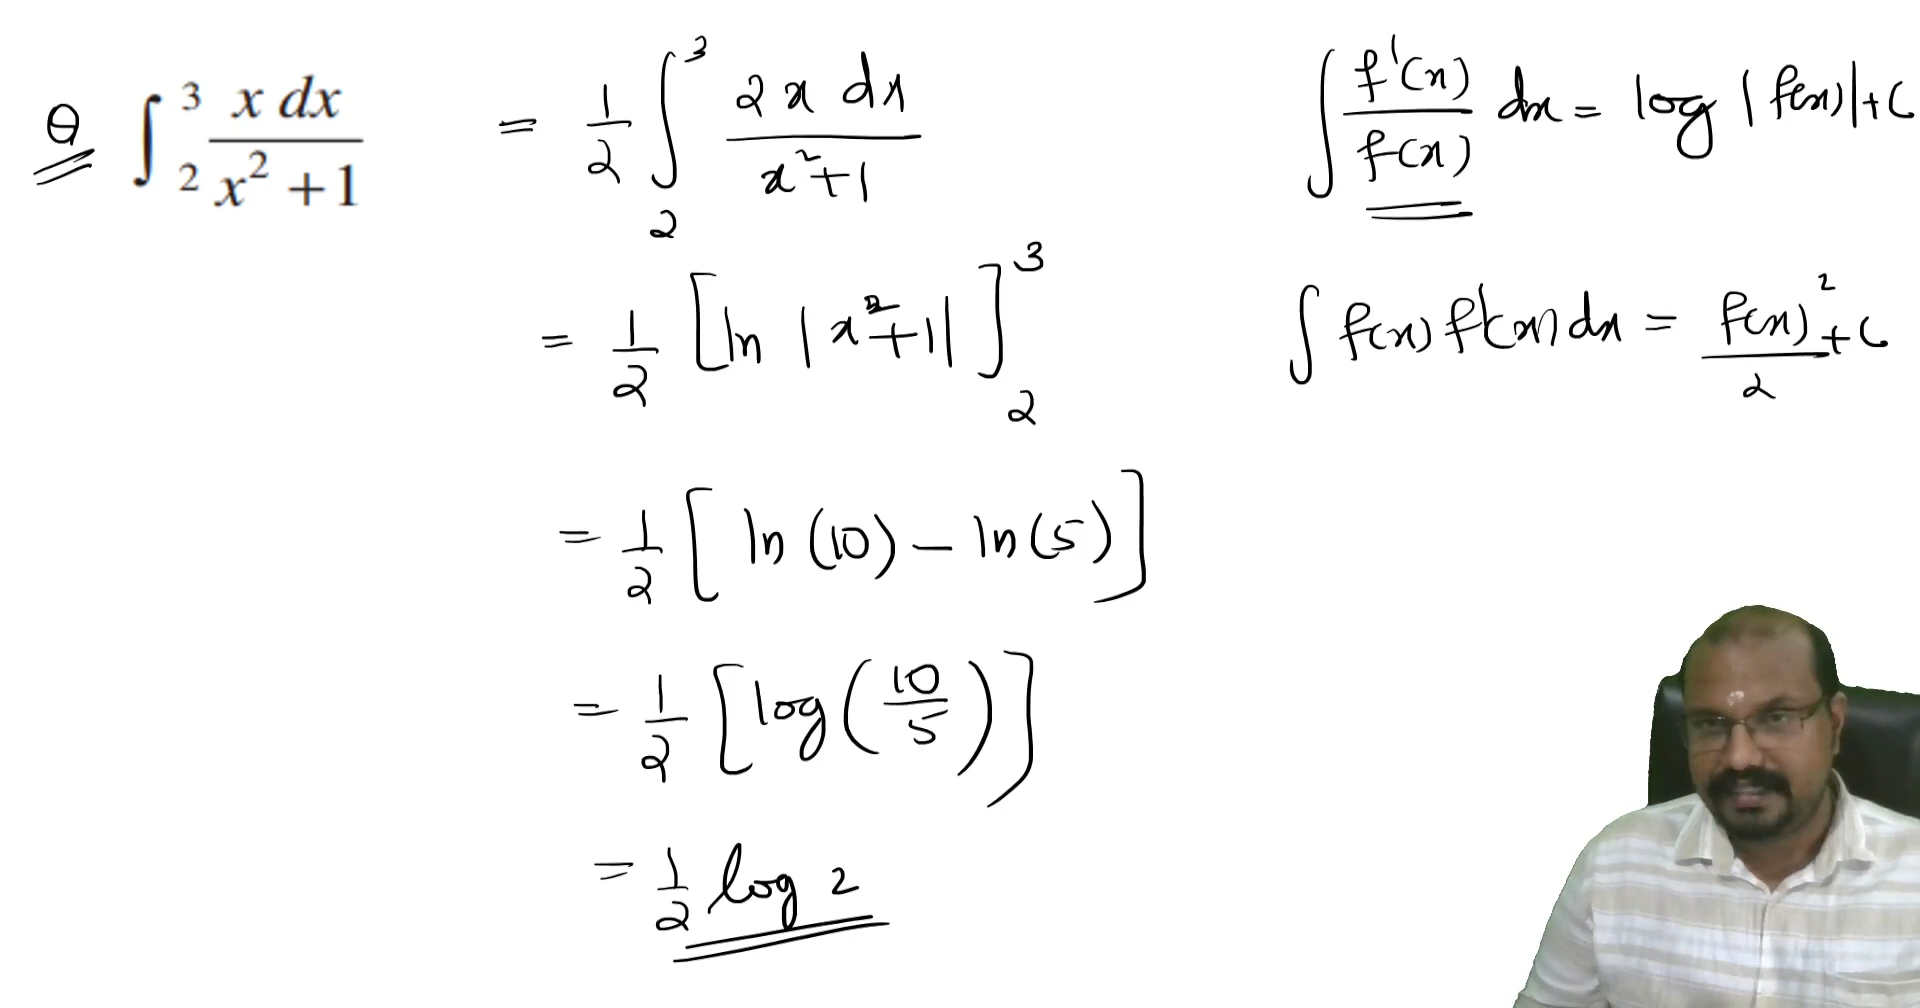 Q ∫₂³ x dx / x² + 1 = 1/2 ∫₂³ 2x dx / x²+1
= 1/2 [ln |x²+1|]₂³
= 1/2 [ln (10) – ln (5)]
= 1/2 [log (10/5)]
= 1/2 log 2
∫ f'(x) / f(x) dx = log |f(x)| + C
∫ f(x) f'(x) dx = f(x)² / 2 + C